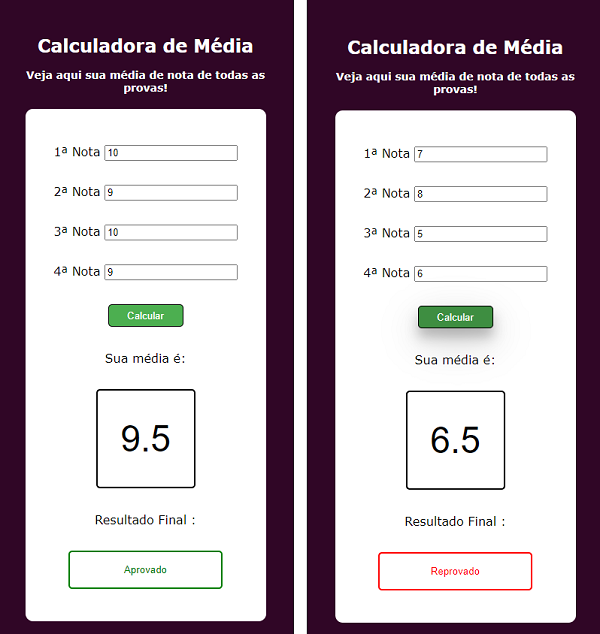 Calculadora de Média
Veja aqui sua média de nota de todas as
provas!
1ª Nota 10
2ª Nota 9
3ª Nota 10
4ª Nota 9
Calcular
Sua média é:
9.5
Resultado Final :
Aprovado
Calculadora de Média
Veja aqui sua média de nota de todas as
provas!
1ª Nota 7
2ª Nota 8
3ª Nota 5
4ª Nota 6
Calcular
Sua média é:
6.5
Resultado Final :
Reprovado